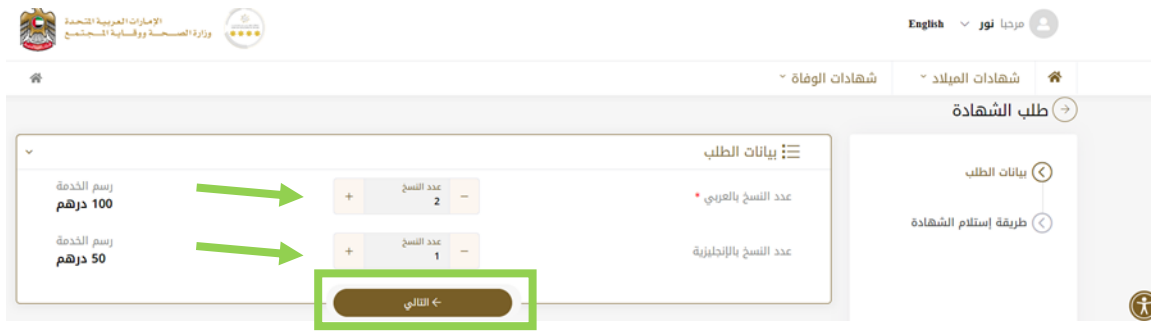 مرحبا نور
English
الإمارات العربية المتحدة
وزارة الصحة ووقاية المجتمع
شهادات الميلاد
شهادات الوفاة
طلب الشهادة
بيانات الطلب
طريقة إستلام الشهادة
بيانات الطلب
عدد النسخ بالعربي *
− عدد النسخ +
2
رسم الخدمة
100 درهم
عدد النسخ بالإنجليزية
− عدد النسخ +
1
رسم الخدمة
50 درهم
التالي ←